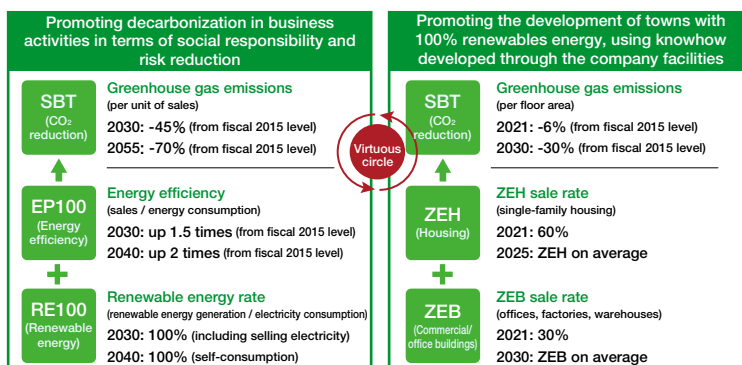 Promoting decarbonization in business
activities in terms of social responsibility and
risk reduction
SBT
(CO₂
reduction)
Greenhouse gas emissions
(per unit of sales)
2030: -45% (from fiscal 2015 level)
2055: -70% (from fiscal 2015 level)
EP100
(Energy
efficiency)
Energy efficiency
(sales / energy consumption)
2030: up 1.5 times (from fiscal 2015 level)
2040: up 2 times (from fiscal 2015 level)
RE100
(Renewable
energy)
Renewable energy rate
(renewable energy generation / electricity consumption)
2030: 100% (including selling electricity)
2040: 100% (self-consumption)
Virtuous
circle
Promoting the development of towns with
100% renewables energy, using knowhow
developed through the company facilities
SBT
(CO₂
reduction)
Greenhouse gas emissions
(per floor area)
2021: -6% (from fiscal 2015 level)
2030: -30% (from fiscal 2015 level)
ZEH
(Housing)
ZEH sale rate
(single-family housing)
2021: 60%
2025: ZEH on average
ZEB
(Commercial/
office buildings)
ZEB sale rate
(offices, factories, warehouses)
2021: 30%
2030: ZEB on average